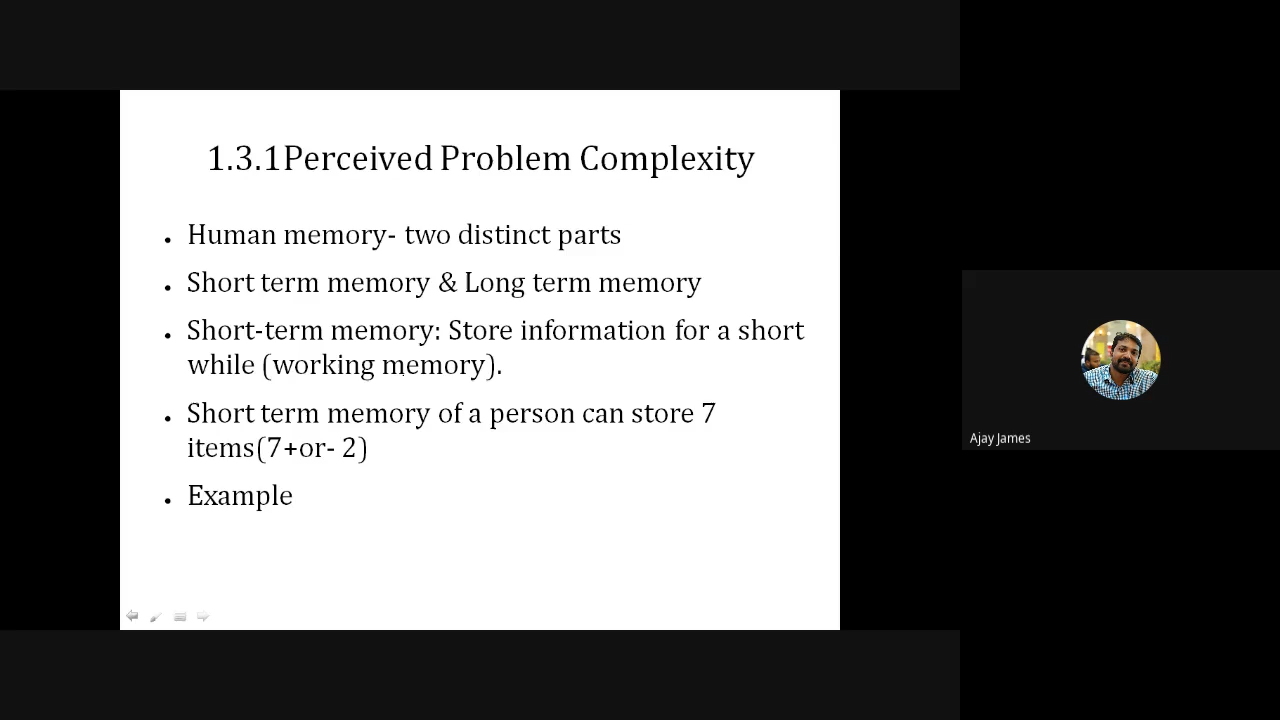 1.3.1Perceived Problem Complexity
• Human memory- two distinct parts
• Short term memory & Long term memory
• Short-term memory: Store information for a short
while (working memory).
• Short term memory of a person can store 7
items(7+or- 2)
• Example
Ajay James